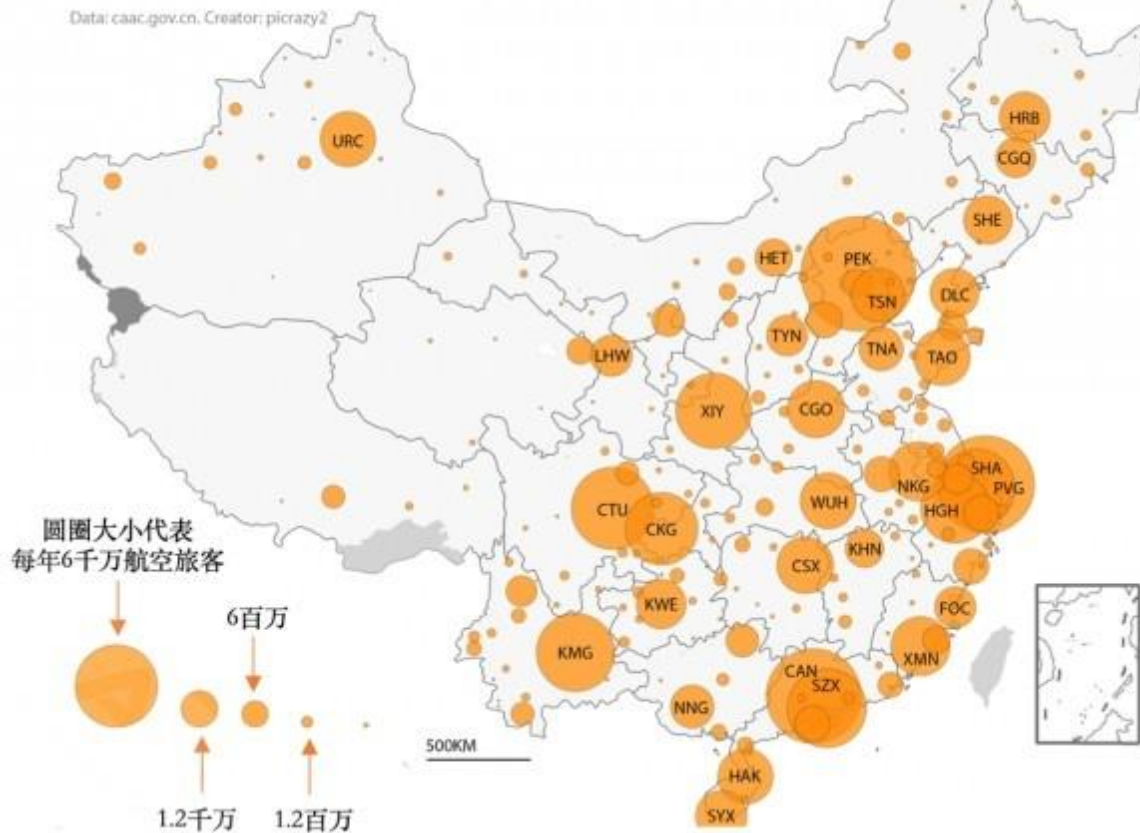 Data: caac.gov.cn. Creator: picrazy2
HRB
URC
CGQ
SHE
HET
PEK
TSN
DLC
TYN
TNA
LHW
TAO
XIY
CGO
SHA
NKG
PVG
CTU
WUH
HGH
CKG
圓圈大小代表
每年6千万航空旅客
KHN
CSX
KWE
FOC
6百万
KMG
XMN
CAN
SZX
NNG
500KM
HAK
1.2千万
1.2百万
SYX